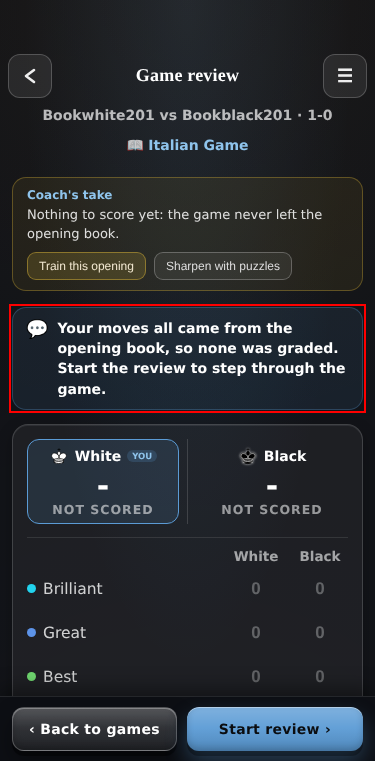 Game review
Bookwhite201 vs Bookblack201 · 1-0
📖 Italian Game
Coach's take
Nothing to score yet: the game never left the
opening book.
Train this opening
Sharpen with puzzles
Your moves all came from the
opening book, so none was graded.
Start the review to step through the
game.
White YOU
-
NOT SCORED
Black
-
NOT SCORED
White Black
Brilliant 0 0
Great 0 0
Best 0 0
‹ Back to games
Start review ›